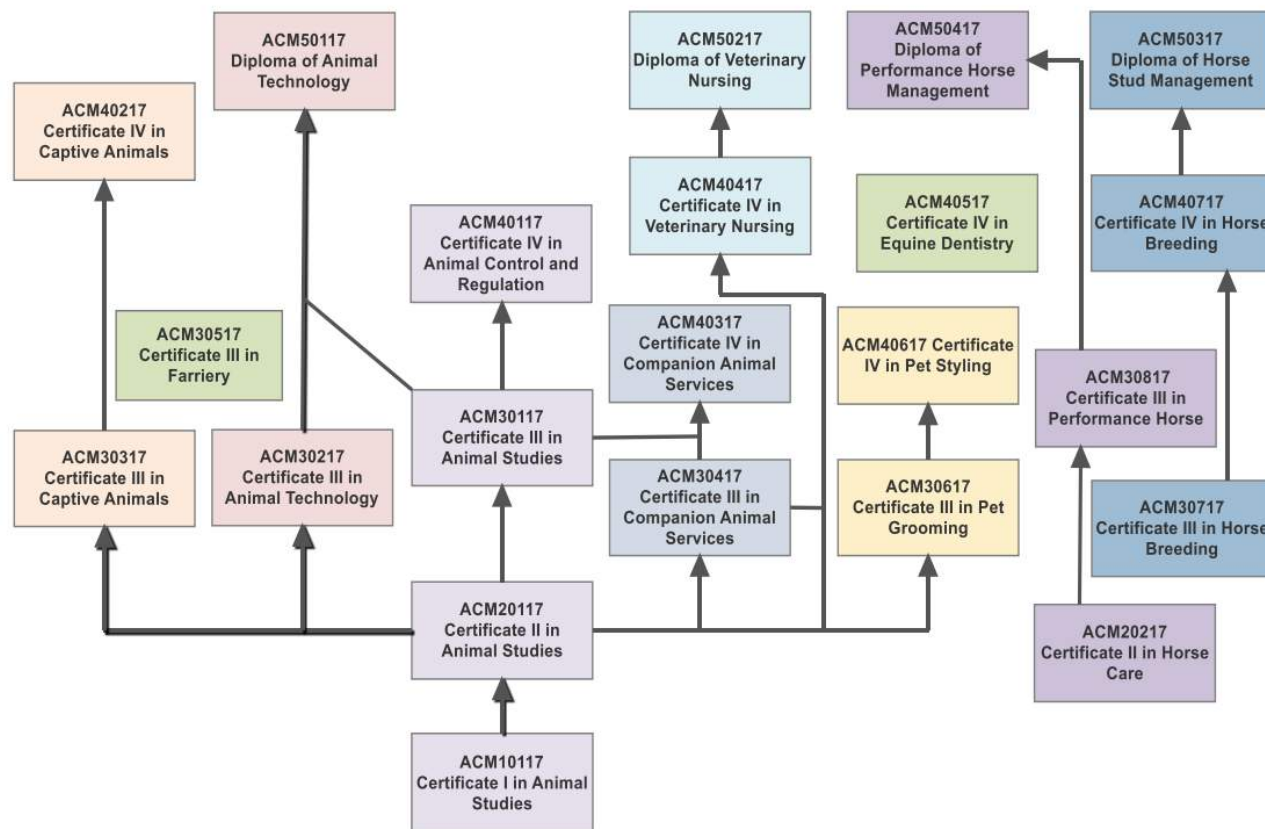 ACM50117
Diploma of Animal
Technology
ACM50217
Diploma of Veterinary
Nursing
ACM50417
Diploma of
Performance Horse
Management
ACM50317
Diploma of Horse
Stud Management
ACM40217
Certificate IV in
Captive Animals
ACM40417
Certificate IV in
Veterinary Nursing
ACM40517
Certificate IV in
Equine Dentistry
ACM40717
Certificate IV in Horse
Breeding
ACM40117
Certificate IV in
Animal Control and
Regulation
ACM30517
Certificate III in
Farriery
ACM40317
Certificate IV in
Companion Animal
Services
ACM40617 Certificate
IV in Pet Styling
ACM30817
Certificate III in
Performance Horse
ACM30317
Certificate III in
Captive Animals
ACM30217
Certificate III in
Animal Technology
ACM30117
Certificate III in
Animal Studies
ACM30417
Certificate III in
Companion Animal
Services
ACM30617
Certificate III in Pet
Grooming
ACM30717
Certificate III in Horse
Breeding
ACM20117
Certificate II in
Animal Studies
ACM20217
Certificate II in Horse
Care
ACM10117
Certificate I in Animal
Studies